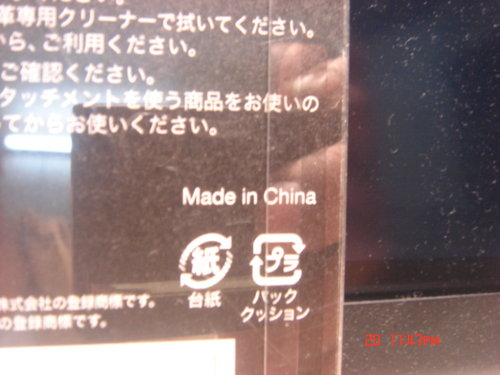 革専用クリーナーで拭いてください。
から、ご利用ください。
ご確認ください。
タッチメントを使う商品をお使いの
ってからお使いください。
Made in China
紙 プラ
台紙 パック
クッション
株式会社の登録商標です。
の登録商標です。